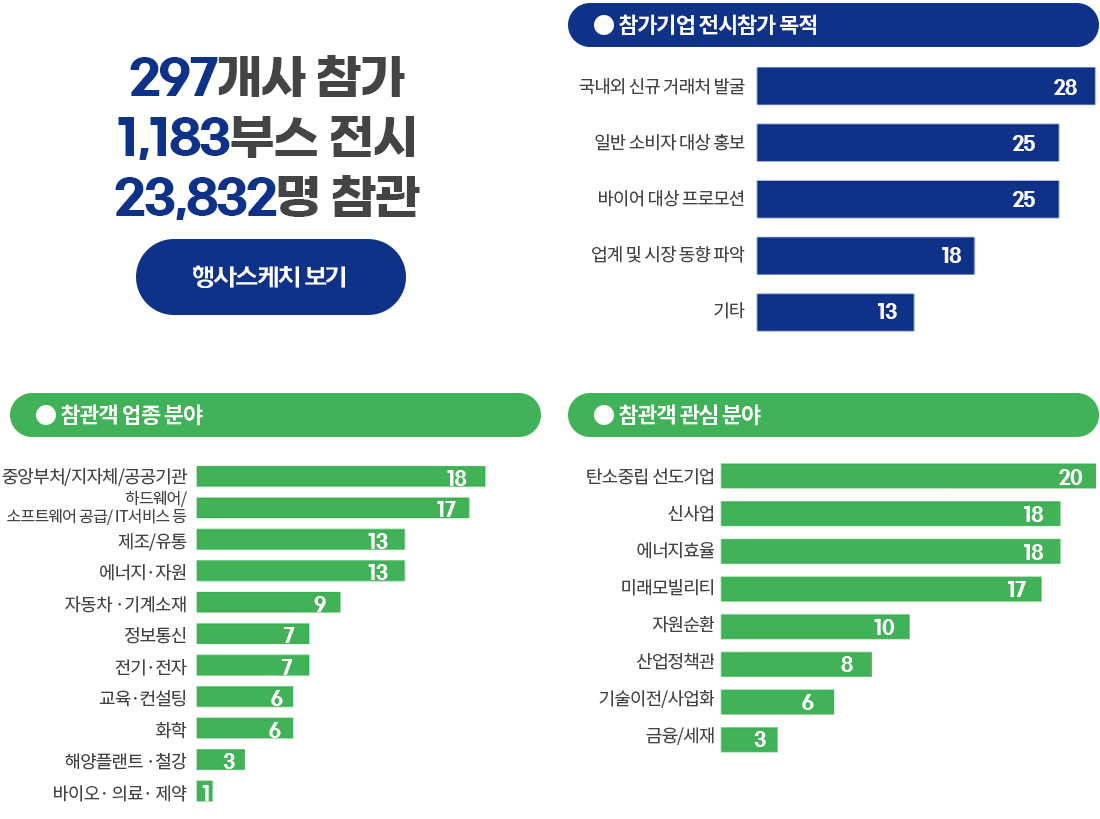 297개사 참가
1,183부스 전시
23,832명 참관
행사스케치 보기
참가기업 전시참가 목적
국내외 신규 거래처 발굴 28
일반 소비자 대상 홍보 25
바이어 대상 프로모션 25
업계 및 시장 동향 파악 18
기타 13
참관객 업종 분야
중앙부처/지자체/공공기관 18
하드웨어/
소프트웨어 공급/ IT서비스 등 17
제조/유통 13
에너지·자원 13
자동차 ·기계소재 9
정보통신 7
전기·전자 7
교육·컨설팅 6
화학 6
해양플랜트 ·철강 3
바이오· 의료· 제약 1
참관객 관심 분야
탄소중립 선도기업 20
신사업 18
에너지효율 18
미래모빌리티 17
자원순환 10
산업정책관 8
기술이전/사업화 6
금융/세재 3